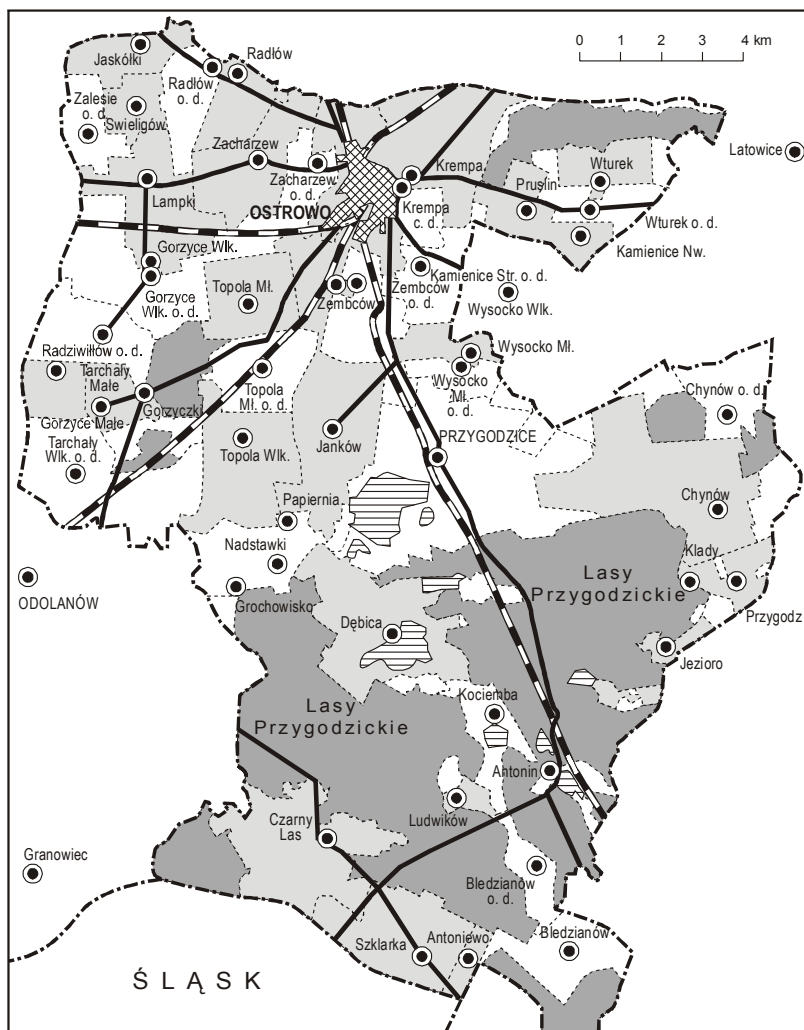 Jaskółki
Radłów
Radłów
o. d.
0 1 2 3 4 km
Zalesie
o. d.
Świeligów
Zacharzew
Zacharzew
o. d.
Krempa
Krempa
c. d.
Wturek
Latowice
Pruslin
Wturek o. d.
Lampki
OSTROWO
Kamienice Nw.
Gorzyce Wlk.
Gorzyce
Wlk. o. d.
Topola Mł.
Zembców
Zembców
o. d.
Kamienice Str. o. d.
Wysocko Wlk.
Radziwiłłów o. d.
Wysocko Mł.
Wysocko
Mł.
o. d.
Tarchały
Małe
Gorzyce Małe
Gorzyczki
Topola
Mł. o. d.
Chynów o. d.
Tarchały
Wlk. o. d.
Topola Wlk.
Janków
PRZYGODZICE
Papiernia
Chynów
Nadstawki
Klady
Lasy
Przygodzickie
ODOLANÓW
Grochowisko
Przygodz
Dębica
Jezioro
Lasy
Przygodzickie
Kociemba
Ahtonin
Ludwików
Czarny
Las
Granowiec
Bledzianów
o. d.
Szklarka
Antoniewo
Bledzianów
ŚLĄSK